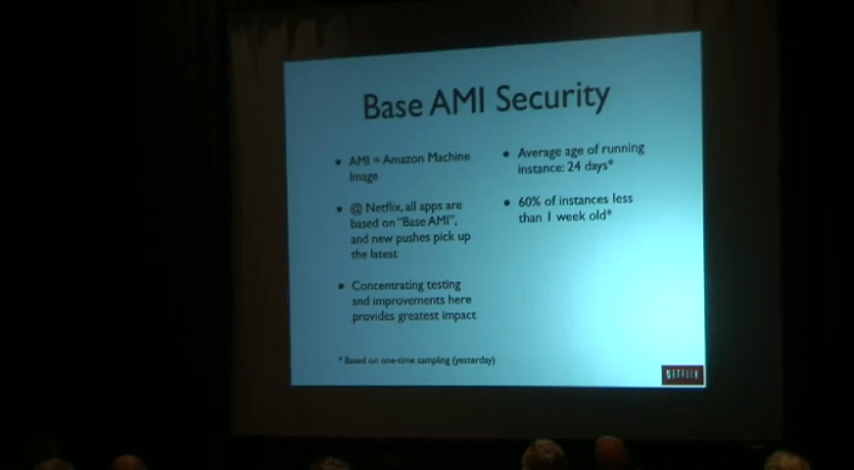 Base AMI Security
• AMI = Amazon Machine
Image
• @ Netflix, all apps are
based on "Base AMI",
and new pushes pick up
the latest
• Concentrating testing
and improvements here
provides greatest impact
• Average age of running
instance: 24 days*
• 60% of instances less
than 1 week old*
* Based on one-time sampling (yesterday)
NETFLIX